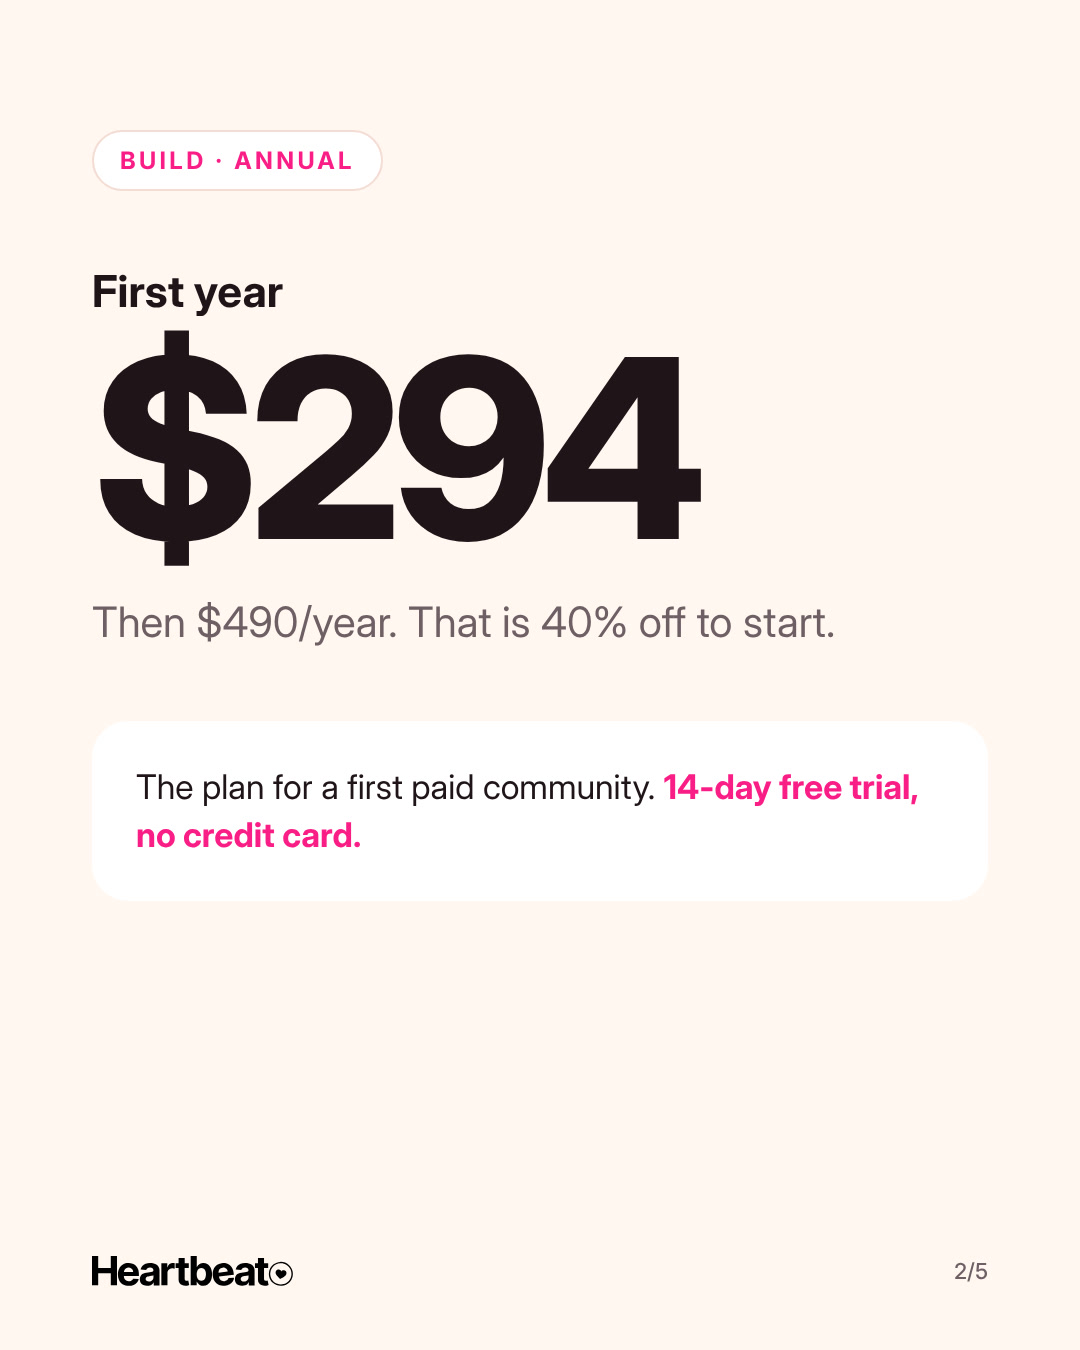 BUILD · ANNUAL
First year
$294
Then $490/year. That is 40% off to start.
The plan for a first paid community. 14-day free trial,
no credit card.
Heartbeat
2/5